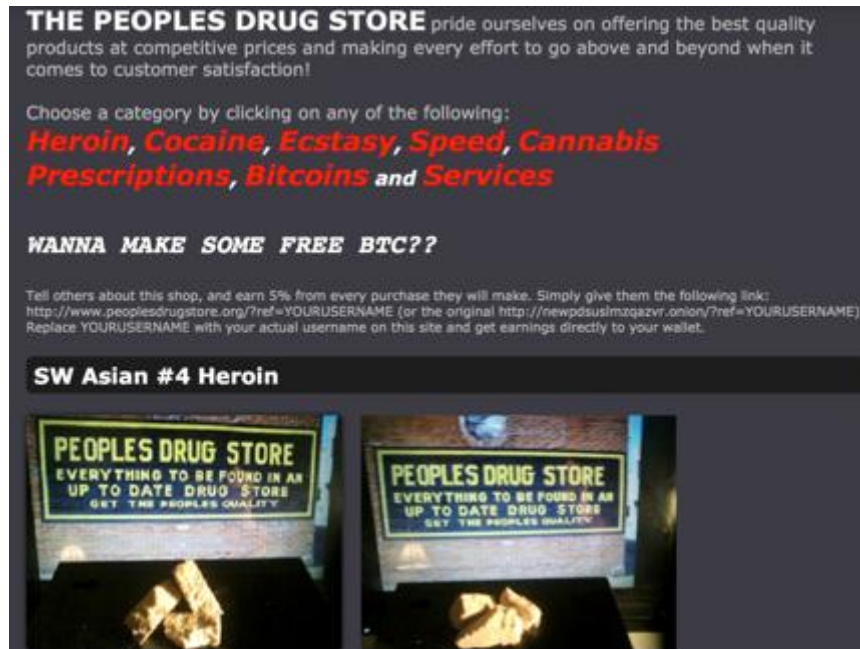 THE PEOPLES DRUG STORE pride ourselves on offering the best quality
products at competitive prices and making every effort to go above and beyond when it
comes to customer satisfaction!
Choose a category by clicking on any of the following:
Heroin, Cocaine, Ecstasy, Speed, Cannabis
Prescriptions, Bitcoins and Services
WANNA MAKE SOME FREE BTC??
Tell others about this shop, and earn 5% from every purchase they will make. Simply give them the following link:
http://www.peoplesdrugstore.org/?ref=YOURUSERNAME (or the original http://newpdsuslmzqazvr.onion/?ref=YOURUSERNAME)
Replace YOURUSERNAME with your actual username on this site and get earnings directly to your wallet.
SW Asian #4 Heroin
PEOPLES DRUG STORE
EVERYTHING TO BE FOUND IN AN
UP TO DATE DRUG STORE
GET THE PEOPLES QUALITY
PEOPLES DRUG STORE
EVERYTHING TO BE FOUND IN AN
UP TO DATE DRUG STORE
GET THE PEOPLES QUALITY